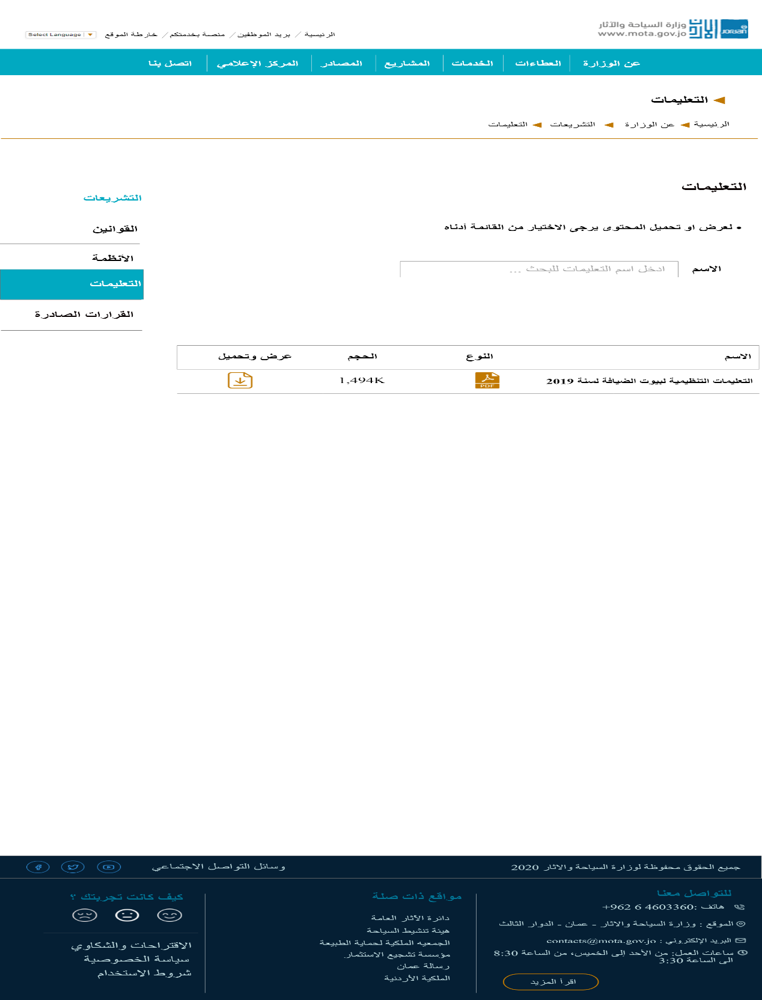 وزارة السياحة والآثار
www.mota.gov.jo
JORDAN
الرئيسية / بريد الموظفين / منصة بخدمتكم / خارطة الموقع
Select Language
عن الوزارة
العطاءات
الخدمات
المشاريع
المصادر
المركز الإعلامي
اتصل بنا
التعليمات
الرئيسية ◄ عن الوزارة ◄ التشريعات ◄ التعليمات
التعليمات
• لعرض او تحميل المحتوى يرجى الاختيار من القائمة أدناه
الاسم
ادخل اسم التعليمات للبحث ...
التشريعات
القوانين
الأنظمة
التعليمات
القرارات الصادرة
الاسم النوع الحجم عرض وتحميل
التعليمات التنظيمية لبيوت الضيافة لسنة 2019 PDF 1,494K
جميع الحقوق محفوظة لوزارة السياحة والاثار 2020
وسائل التواصل الاجتماعي
للتواصل معنا
هاتف :4603360 6 962+
الموقع : وزارة السياحة والاثار - عمان - الدوار الثالث
البريد الإلكتروني : contacts@mota.gov.jo
ساعات العمل: من الأحد إلى الخميس، من الساعة 8:30
الى الساعة 3:30
اقرأ المزيد
مواقع ذات صلة
دائرة الآثار العامة
هيئة تنشيط السياحة
الجمعيه الملكية لحماية الطبيعة
مؤسسة تشجيع الاستثمار
رسالة عمان
الملكية الأردنية
كيف كانت تجربتك ؟
الاقتراحات والشكاوي
سياسة الخصوصية
شروط الاستخدام